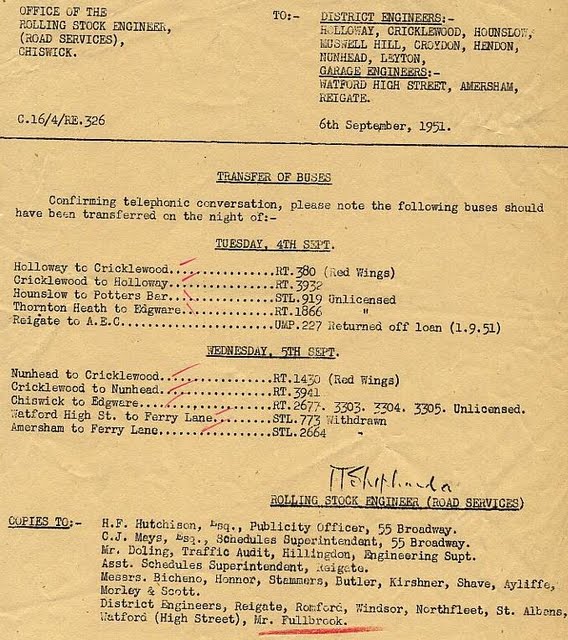 OFFICE OF THE
ROLLING STOCK ENGINEER,
(ROAD SERVICES),
CHISWICK.
TO:- DISTRICT ENGINEERS:-
HOLLOWAY, CRICKLEWOOD, HOUNSLOW,
MUSWELL HILL, CROYDON, HENDON,
NUNHEAD, LEYTON,
GARAGE ENGINEERS:-
WATFORD HIGH STREET, AMERSHAM,
REIGATE.
C.16/4/RE.326
6th September, 1951.
TRANSFER OF BUSES
Confirming telephonic conversation, please note the following buses should
have been transferred on the night of:-
TUESDAY, 4TH SEPT.
Holloway to Cricklewood...............RT.380 (Red Wings)
Cricklewood to Holloway...............RT.3932
Hounslow to Potters Bar...............STL.919 Unlicensed
Thornton Heath to Edgware.............RT.1866 "
Reigate to A.E.C......................UMP.227 Returned off loan (1.9.51)
WEDNESDAY, 5TH SEPT.
Nunhead to Cricklewood................RT.1430 (Red Wings)
Cricklewood to Nunhead................RT.3941
Chiswick to Edgware...................RT.2677. 3303. 3304. 3305. Unlicensed.
Watford High St. to Ferry Lane........STL.773 Withdrawn
Amersham to Ferry Lane................STL.2664 "
ROLLING STOCK ENGINEER (ROAD SERVICES)
COPIES TO:- H.F. Hutchison, Esq., Publicity Officer, 55 Broadway.
C.J. Mays, Esq., Schedules Superintendent, 55 Broadway.
Mr. Doling, Traffic Audit, Hillingdon, Engineering Supt.
Asst. Schedules Superintendent, Reigate.
Messrs. Bicheno, Honnor, Stammers, Butler, Kirshner, Shave, Ayliffe,
Morley & Scott.
District Engineers, Reigate, Romford, Windsor, Northfleet, St. Albans,
Watford (High Street), Mr. Fullbrook.